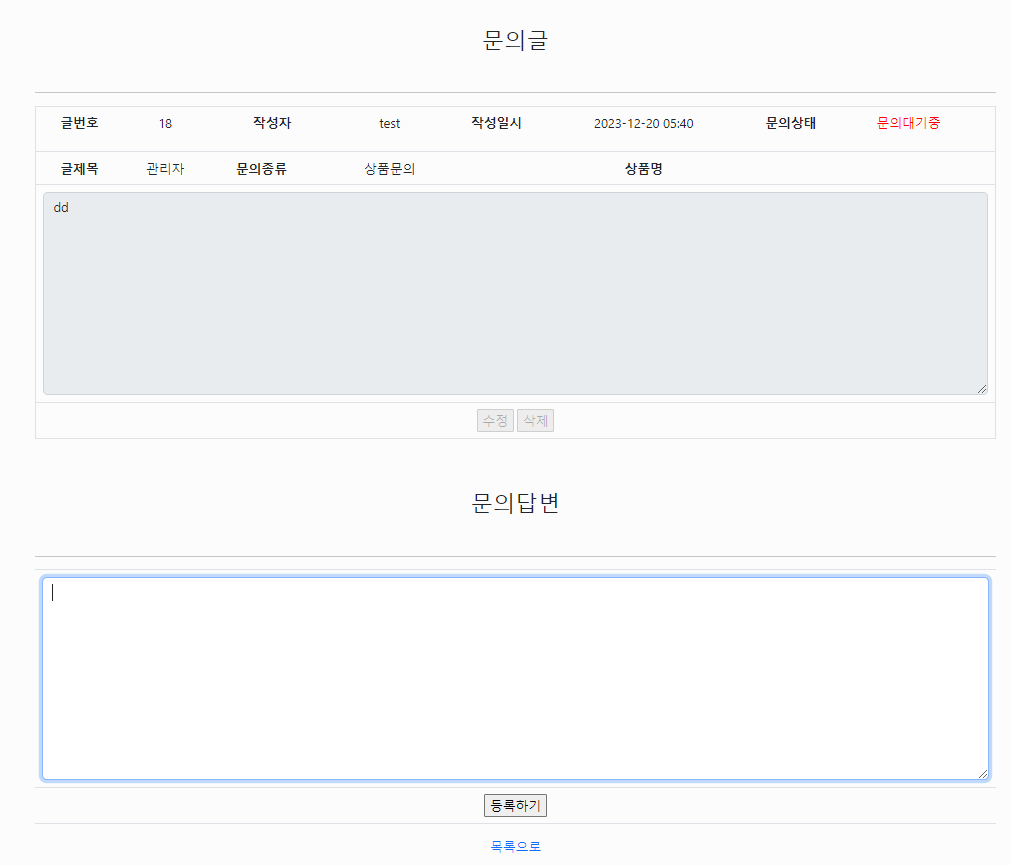 문의글
글번호 18 작성자 test 작성일시 2023-12-20 05:40 문의상태 문의대기중
글제목 관리자 문의종류 상품문의 상품명
dd
수정 삭제
문의답변
등록하기
목록으로